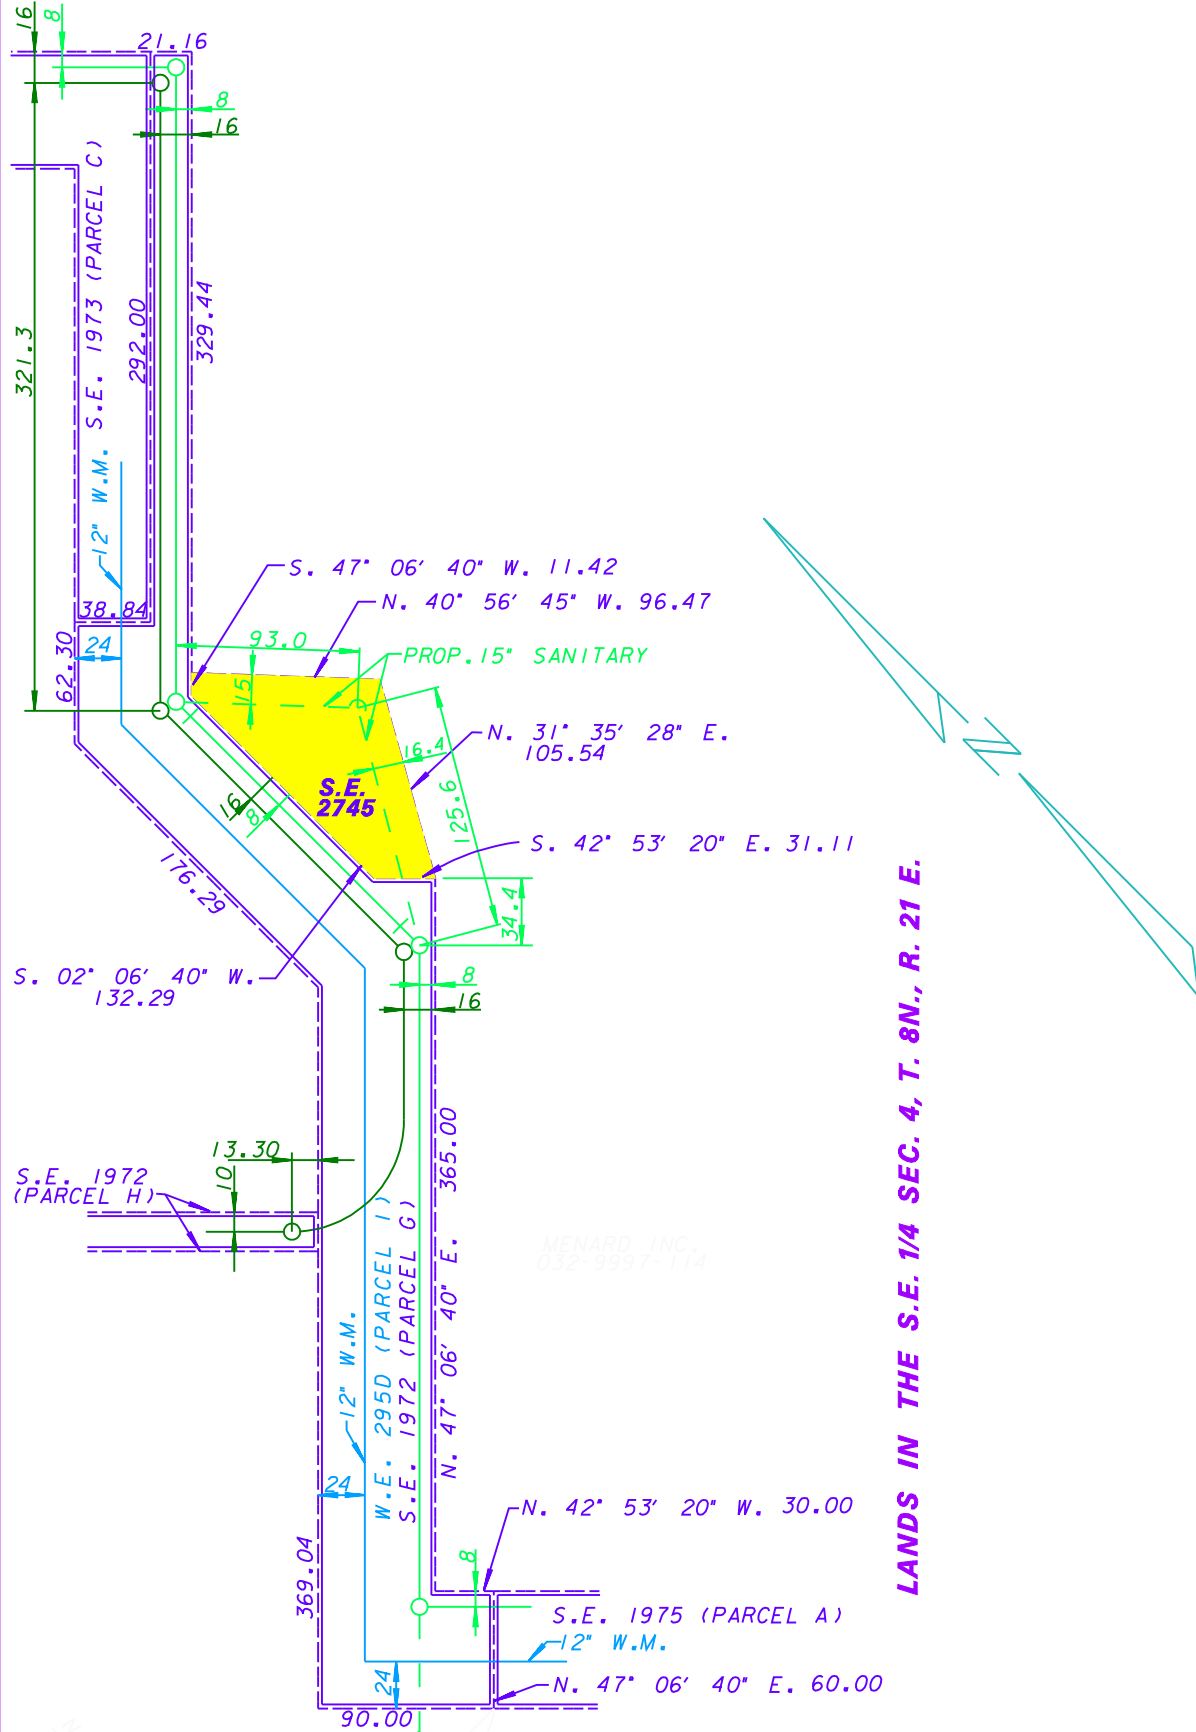 16
8
21.16
8
16
S.E. 1973 (PARCEL C)
321.3
292.00
329.44
12" W.M.
38.84
24
62.30
S. 47° 06' 40" W. 11.42
N. 40° 56' 45" W. 96.47
93.0
PROP. 15" SANITARY
15
N. 31° 35' 28" E.
105.54
16.4
S.E.
2745
125.6
16
8
S. 42° 53' 20" E. 31.11
176.29
34.4
S. 02° 06' 40" W.
132.29
8
16
LANDS IN THE S.E. 1/4 SEC. 4, T. 8N., R. 21 E.
13.30
10
S.E. 1972
(PARCEL H)
365.00
MENARD INC.
032-9997-114
12" W.M.
W.E. 295D (PARCEL I)
S.E. 1972 (PARCEL G)
N. 47° 06' 40" E.
24
N. 42° 53' 20" W. 30.00
369.04
8
S.E. 1975 (PARCEL A)
12" W.M.
24
N. 47° 06' 40" E. 60.00
90.00